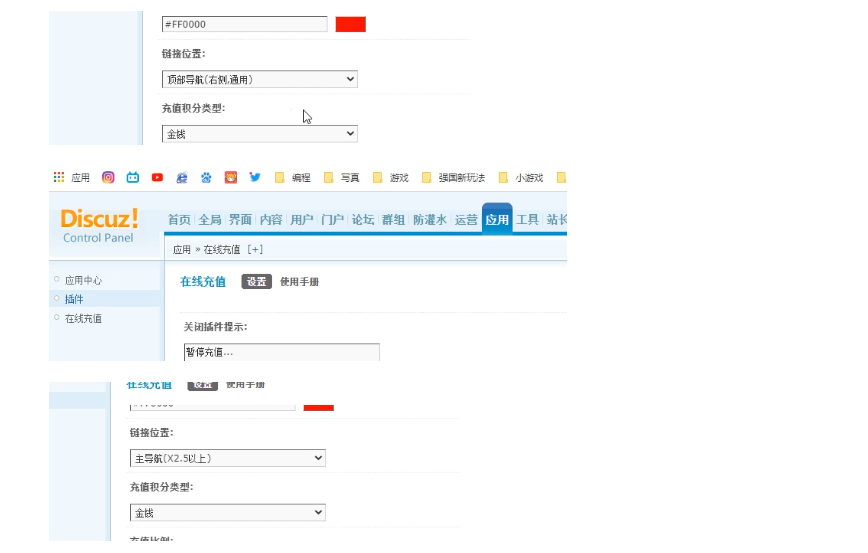 #FF0000
链接位置:
顶部导航(右侧,通用)
充值积分类型:
金钱
应用 编程 写真 游戏 强国新玩法 小游戏
Discuz! 首页 全局 界面 内容 用户 门户 论坛 群组 防灌水 运营 应用 工具 站长
Control Panel
应用 » 在线充值 [+]
应用中心
在线充值 设置 使用手册
插件
在线充值
关闭插件提示:
暂停充值...
在线充值 设置 使用手册
#FF0000
链接位置:
主导航(X2.5以上)
充值积分类型:
金钱
充值比例: